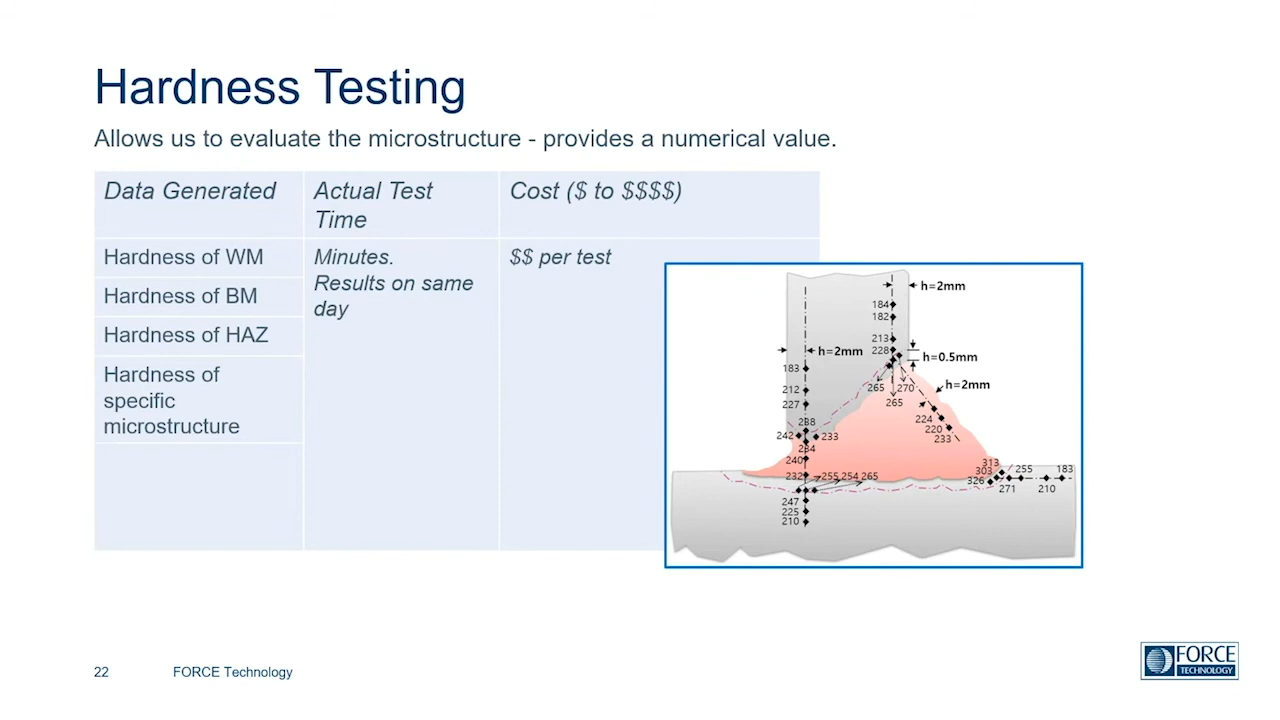 Hardness Testing
Allows us to evaluate the microstructure - provides a numerical value.
Data Generated
Actual Test
Time
Cost ($ to $$$$)
Hardness of WM
Hardness of BM
Hardness of HAZ
Hardness of
specific
microstructure
Minutes.
Results on same
day
$$ per test
h=2mm
184
182
213
228
h=0.5mm
h=2mm
183
212
227
265
270
265
h=2mm
224
220
233
238
242
233
234
240
232
255
254
265
247
225
210
313
303
326
255
183
271
210
22
FORCE Technology
FORCE
TECHNOLOGY